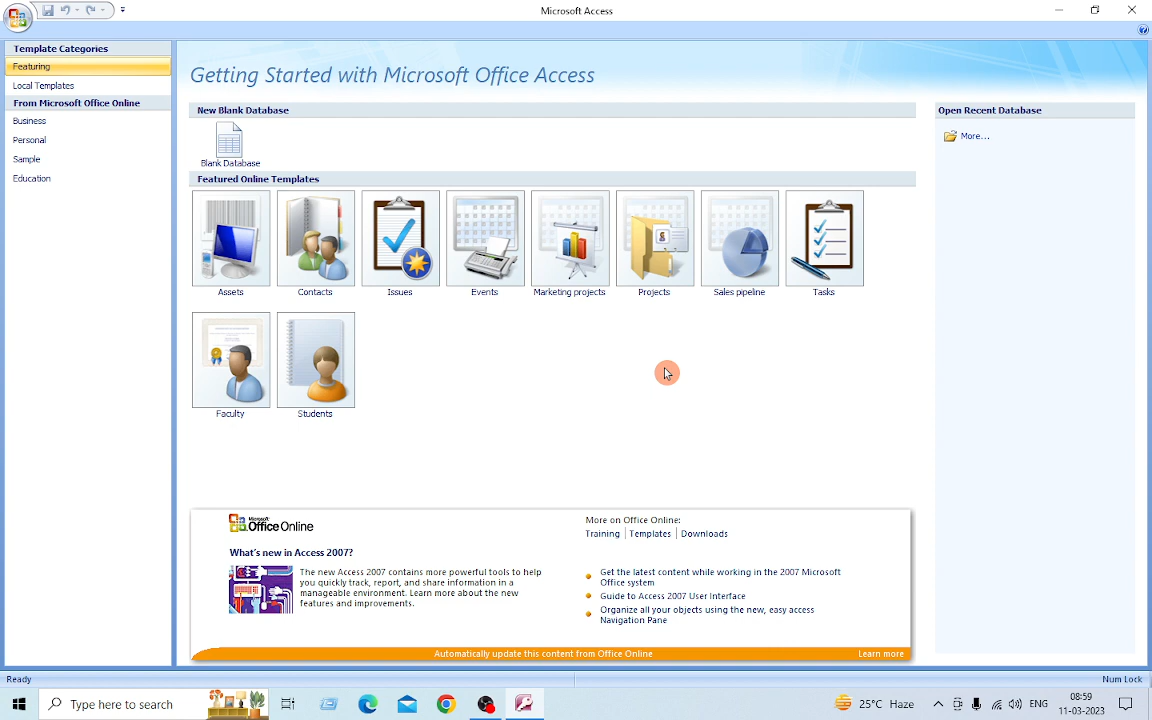 Microsoft Access
Template Categories
Featuring
Local Templates
From Microsoft Office Online
Business
Personal
Sample
Education
Getting Started with Microsoft Office Access
New Blank Database
Blank Database
Featured Online Templates
Assets
Contacts
Issues
Events
Marketing projects
Projects
Sales pipeline
Tasks
Faculty
Students
Open Recent Database
More...
Microsoft
Office Online
What's new in Access 2007?
The new Access 2007 contains more powerful tools to help
you quickly track, report, and share information in a
manageable environment. Learn more about the new
features and improvements.
More on Office Online:
Training | Templates | Downloads
Get the latest content while working in the 2007 Microsoft
Office system
Guide to Access 2007 User Interface
Organize all your objects using the new, easy access
Navigation Pane
Automatically update this content from Office Online
Learn more
Ready
Num Lock
Type here to search
25°C Haze
ENG
08:59
11-03-2023